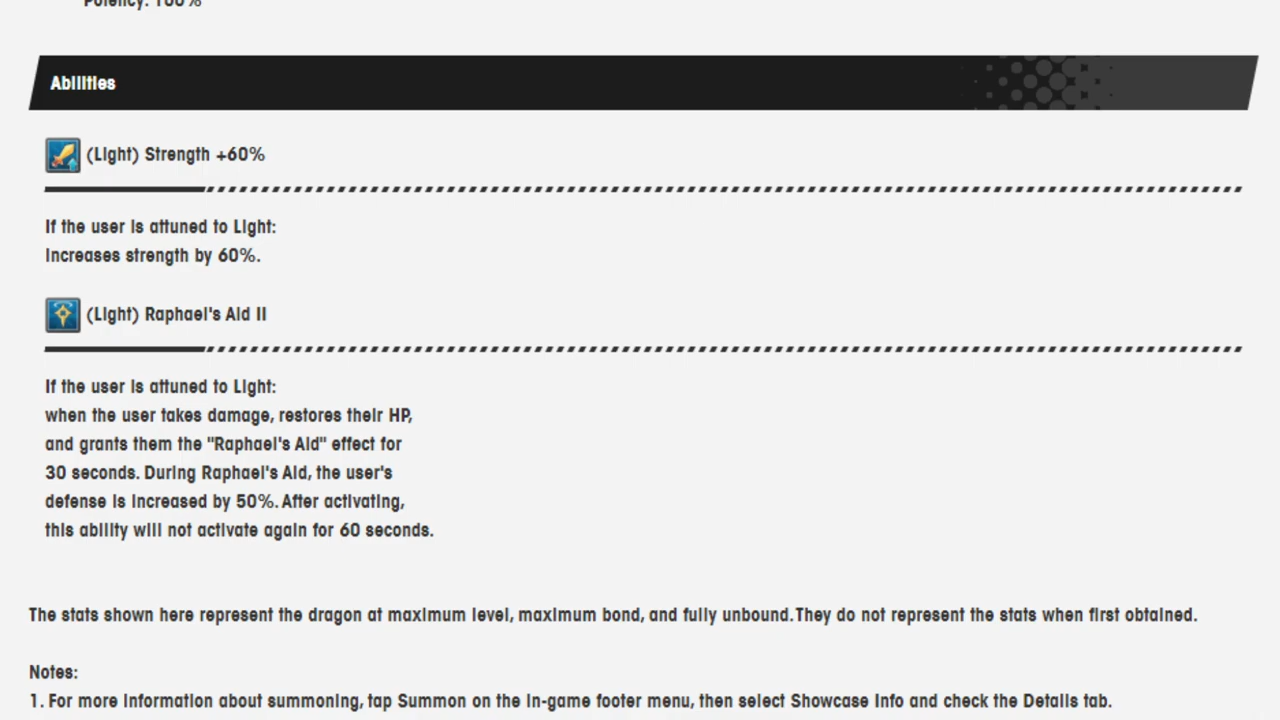 Potency: 100%
Abilities
(Light) Strength +60%
If the user is attuned to Light:
Increases strength by 60%.
(Light) Raphael's Aid II
If the user is attuned to Light:
when the user takes damage, restores their HP,
and grants them the "Raphael's Aid" effect for
30 seconds. During Raphael's Aid, the user's
defense is increased by 50%. After activating,
this ability will not activate again for 60 seconds.
The stats shown here represent the dragon at maximum level, maximum bond, and fully unbound. They do not represent the stats when first obtained.
Notes:
1. For more information about summoning, tap Summon on the in-game footer menu, then select Showcase Info and check the Details tab.